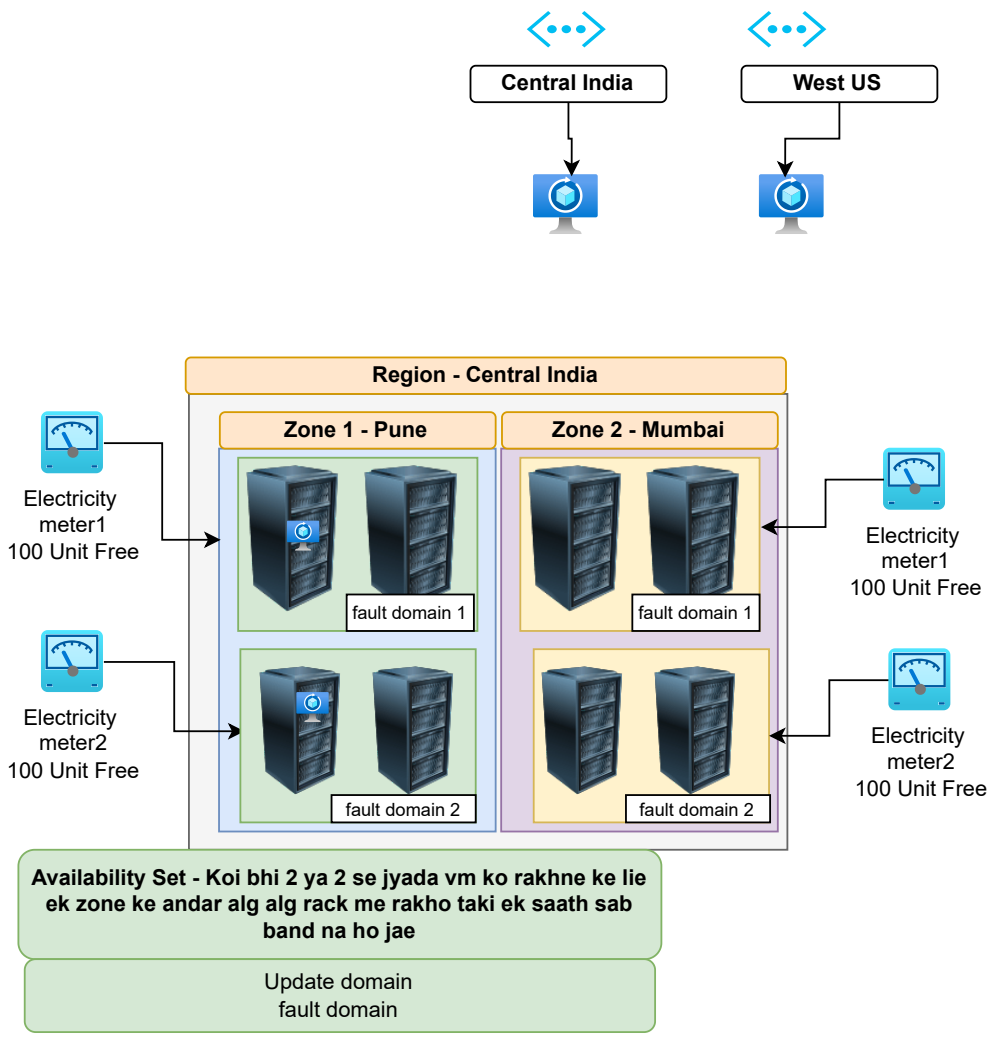 Central India
West US
Region - Central India
Zone 1 - Pune
Zone 2 - Mumbai
Electricity
meter1
100 Unit Free
Electricity
meter1
100 Unit Free
fault domain 1
fault domain 1
Electricity
meter2
100 Unit Free
Electricity
meter2
100 Unit Free
fault domain 2
fault domain 2
Availability Set - Koi bhi 2 ya 2 se jyada vm ko rakhne ke lie
ek zone ke andar alg alg rack me rakho taki ek saath sab
band na ho jae
Update domain
fault domain